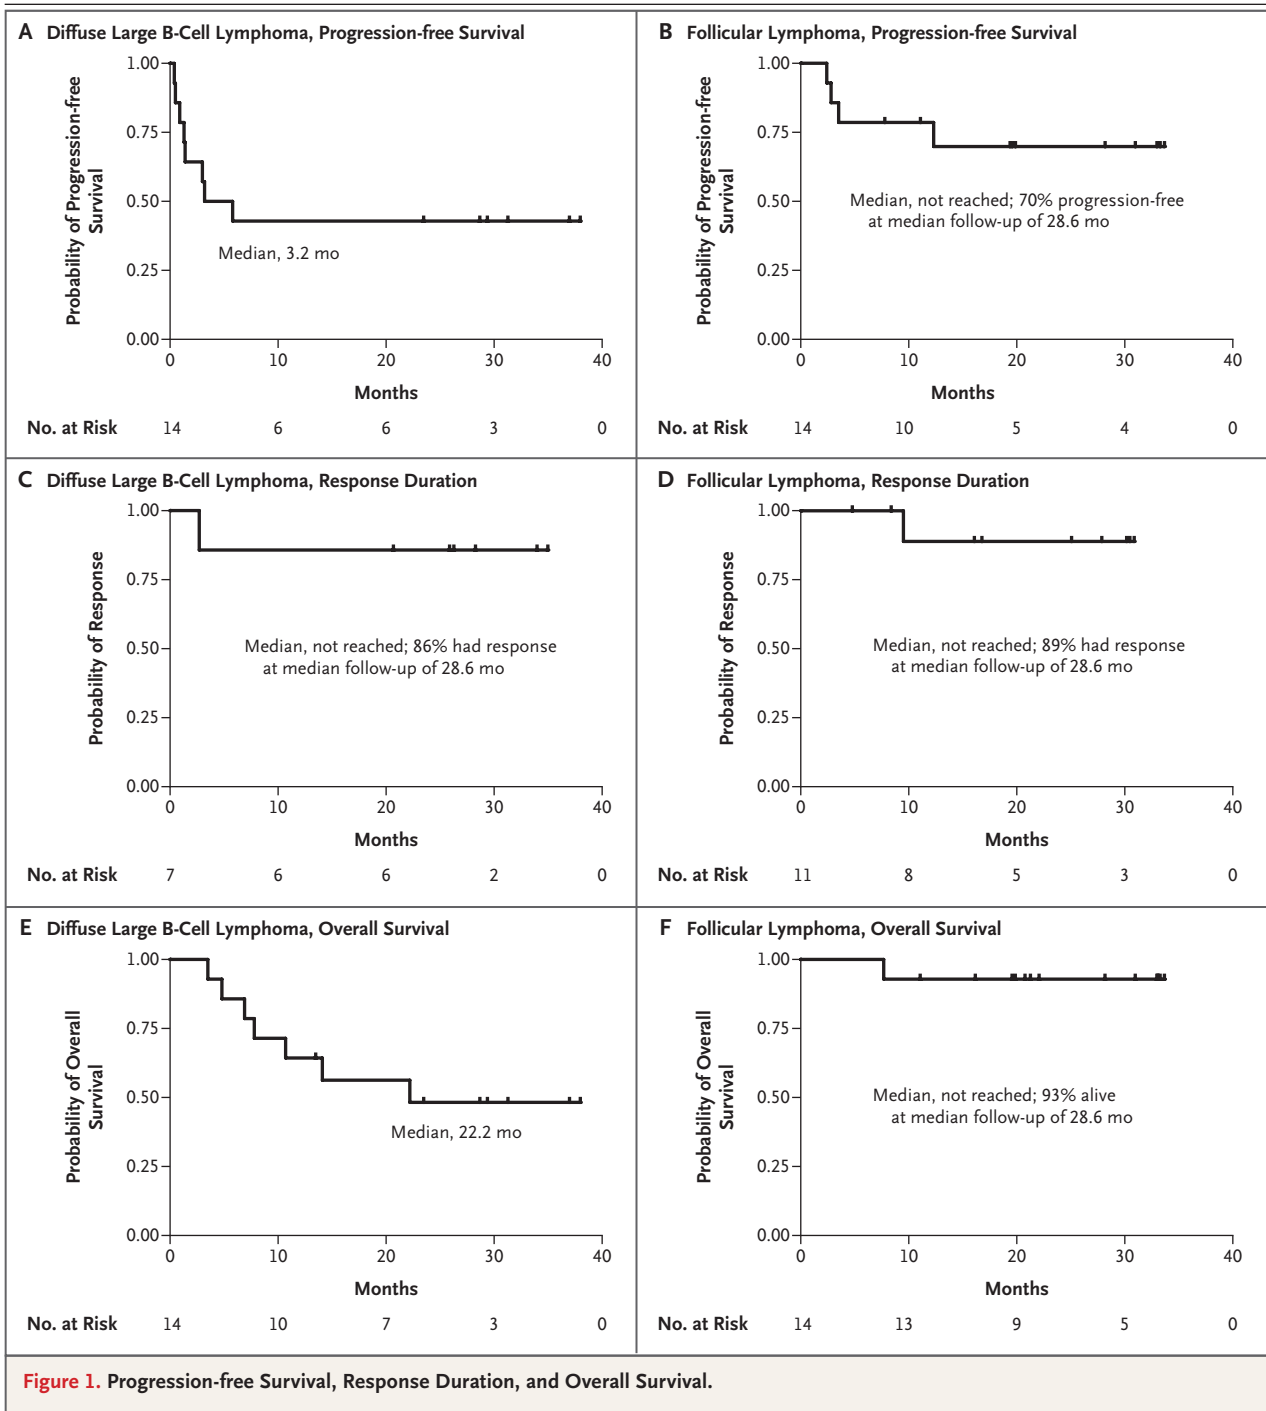 A Diffuse Large B-Cell Lymphoma, Progression-free Survival
Probability of Progression-free
Survival
1.00
0.75
0.50
0.25
0.00
Median, 3.2 mo
0 10 20 30 40
Months
No. at Risk 14 6 6 3 0
B Follicular Lymphoma, Progression-free Survival
Probability of Progression-free
Survival
1.00
0.75
0.50
0.25
0.00
Median, not reached; 70% progression-free
at median follow-up of 28.6 mo
0 10 20 30 40
Months
No. at Risk 14 10 5 4 0
C Diffuse Large B-Cell Lymphoma, Response Duration
Probability of Response
1.00
0.75
0.50
0.25
0.00
Median, not reached; 86% had response
at median follow-up of 28.6 mo
0 10 20 30 40
Months
No. at Risk 7 6 6 2 0
D Follicular Lymphoma, Response Duration
Probability of Response
1.00
0.75
0.50
0.25
0.00
Median, not reached; 89% had response
at median follow-up of 28.6 mo
0 10 20 30 40
Months
No. at Risk 11 8 5 3 0
E Diffuse Large B-Cell Lymphoma, Overall Survival
Probability of Overall
Survival
1.00
0.75
0.50
0.25
0.00
Median, 22.2 mo
0 10 20 30 40
Months
No. at Risk 14 10 7 3 0
F Follicular Lymphoma, Overall Survival
Probability of Overall
Survival
1.00
0.75
0.50
0.25
0.00
Median, not reached; 93% alive
at median follow-up of 28.6 mo
0 10 20 30 40
Months
No. at Risk 14 13 9 5 0
Figure 1. Progression-free Survival, Response Duration, and Overall Survival.